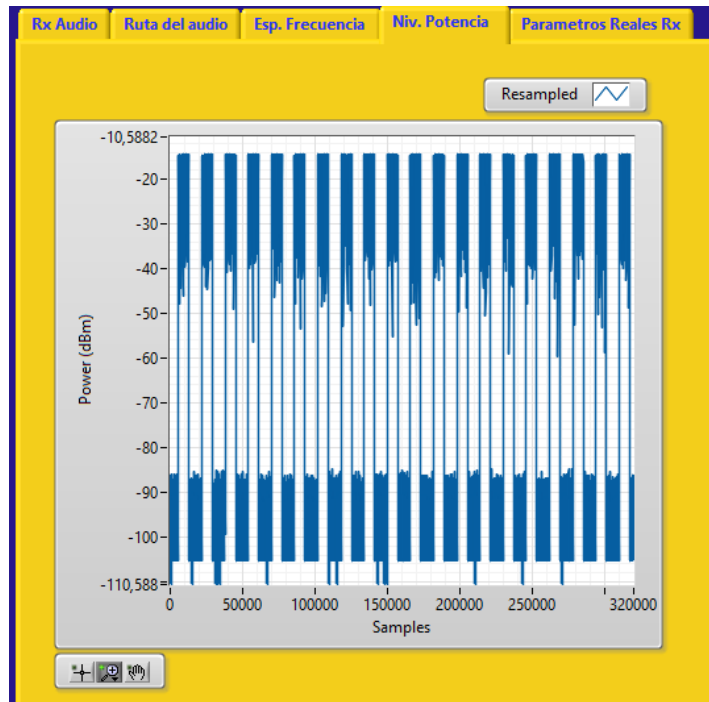 Rx Audio Ruta del audio Esp. Frecuencia Niv. Potencia Parametros Reales Rx
Resampled
-10,5882
-20
-30
-40
-50
-60
-70
-80
-90
-100
-110,588
Power (dBm)
0 50000 100000 150000 200000 250000 320000
Samples